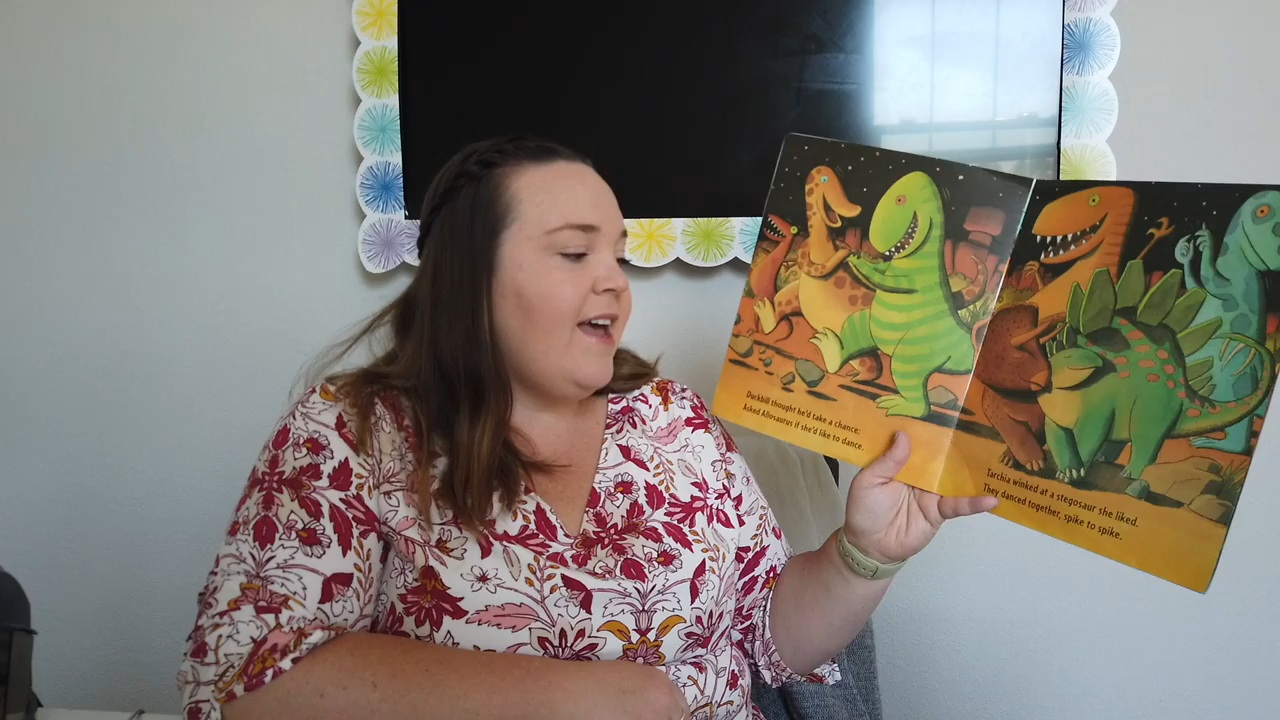 Duckbill thought he'd take a chance:
Asked Allosaurus if she'd like to dance.
Tarchia winked at a stegosaur she liked.
They danced together, spike to spike.